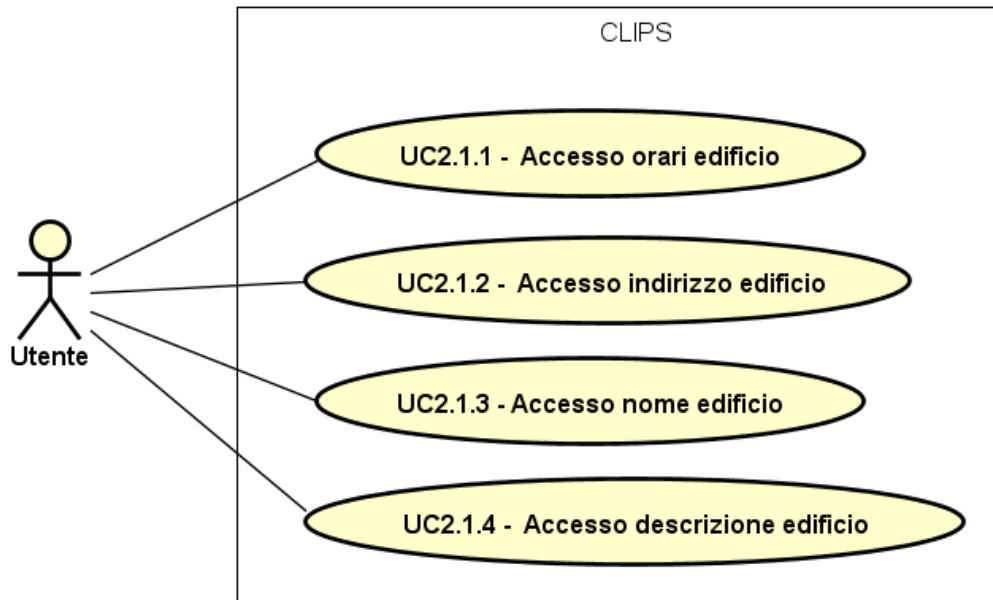 CLIPS
UC2.1.1 - Accesso orari edificio
UC2.1.2 - Accesso indirizzo edificio
Utente
UC2.1.3 - Accesso nome edificio
UC2.1.4 - Accesso descrizione edificio